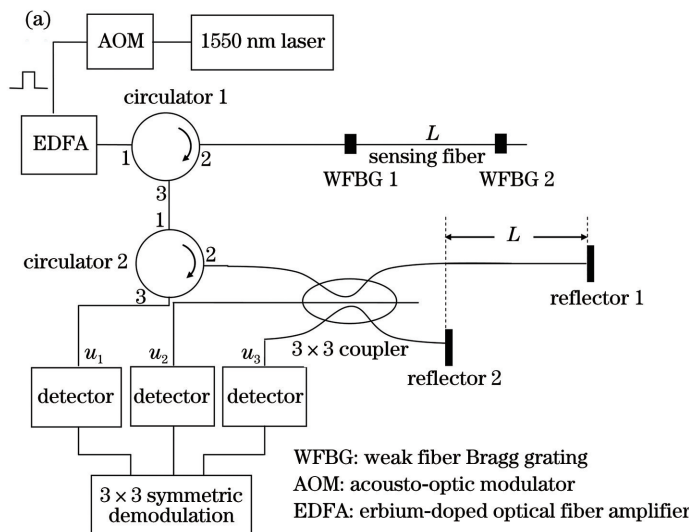 (a)
AOM
1550 nm laser
circulator 1
EDFA
1
2
3
L
sensing fiber
WFBG 1
WFBG 2
1
circulator 2
2
3
L
reflector 1
u1
u2
u3
3×3 coupler
reflector 2
detector
detector
detector
3×3 symmetric
demodulation
WFBG: weak fiber Bragg grating
AOM: acousto-optic modulator
EDFA: erbium-doped optical fiber amplifier